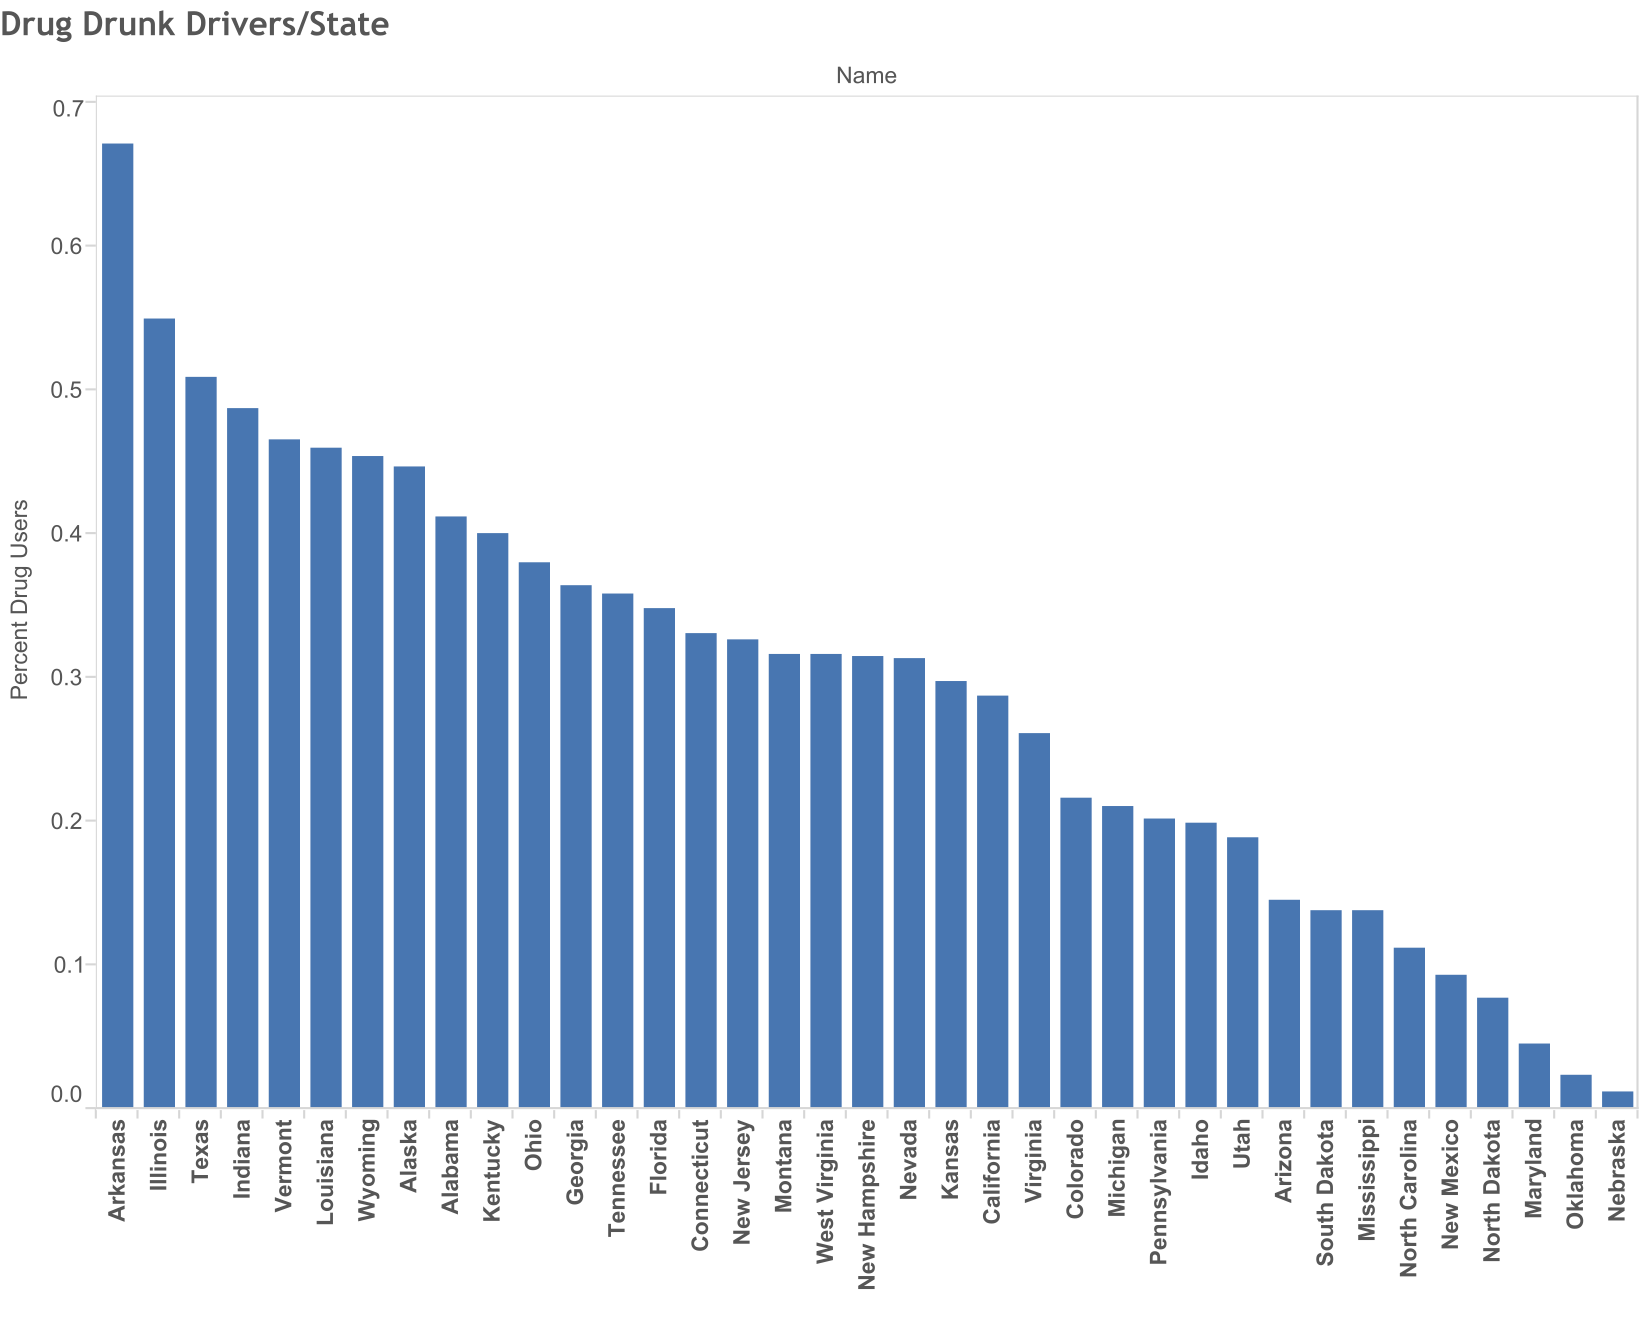 Drug Drunk Drivers/State
Name
Percent Drug Users
0.7
0.6
0.5
0.4
0.3
0.2
0.1
0.0
Arkansas
Illinois
Texas
Indiana
Vermont
Louisiana
Wyoming
Alaska
Alabama
Kentucky
Ohio
Georgia
Tennessee
Florida
Connecticut
New Jersey
Montana
West Virginia
New Hampshire
Nevada
Kansas
California
Virginia
Colorado
Michigan
Pennsylvania
Idaho
Utah
Arizona
South Dakota
Mississippi
North Carolina
New Mexico
North Dakota
Maryland
Oklahoma
Nebraska